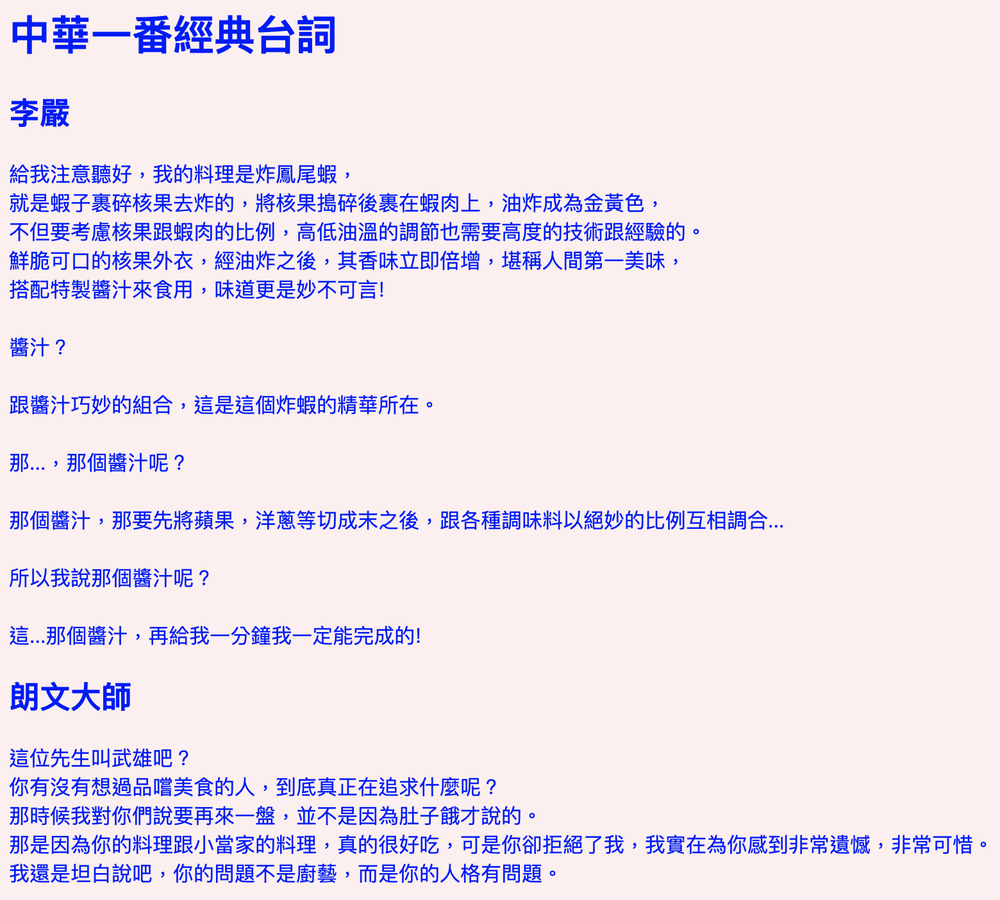 中華一番經典台詞
李嚴
給我注意聽好，我的料理是炸鳳尾蝦，
就是蝦子裹碎核果去炸的，將核果搗碎後裹在蝦肉上，油炸成為金黃色，
不但要考慮核果跟蝦肉的比例，高低油溫的調節也需要高度的技術跟經驗的。
鮮脆可口的核果外衣，經油炸之後，其香味立即倍增，堪稱人間第一美味，
搭配特製醬汁來食用，味道更是妙不可言!
醬汁？
跟醬汁巧妙的組合，這是這個炸蝦的精華所在。
那...，那個醬汁呢？
那個醬汁，那要先將蘋果，洋蔥等切成末之後，跟各種調味料以絕妙的比例互相調合...
所以我說那個醬汁呢？
這...那個醬汁，再給我一分鐘我一定能完成的!
朗文大師
這位先生叫武雄吧？
你有沒有想過品嚐美食的人，到底真正在追求什麼呢？
那時候我對你們說要再來一盤，並不是因為肚子餓才說的。
那是因為你的料理跟小當家的料理，真的很好吃，可是你卻拒絕了我，我實在為你感到非常遺憾，非常可惜。
我還是坦白說吧，你的問題不是廚藝，而是你的人格有問題。